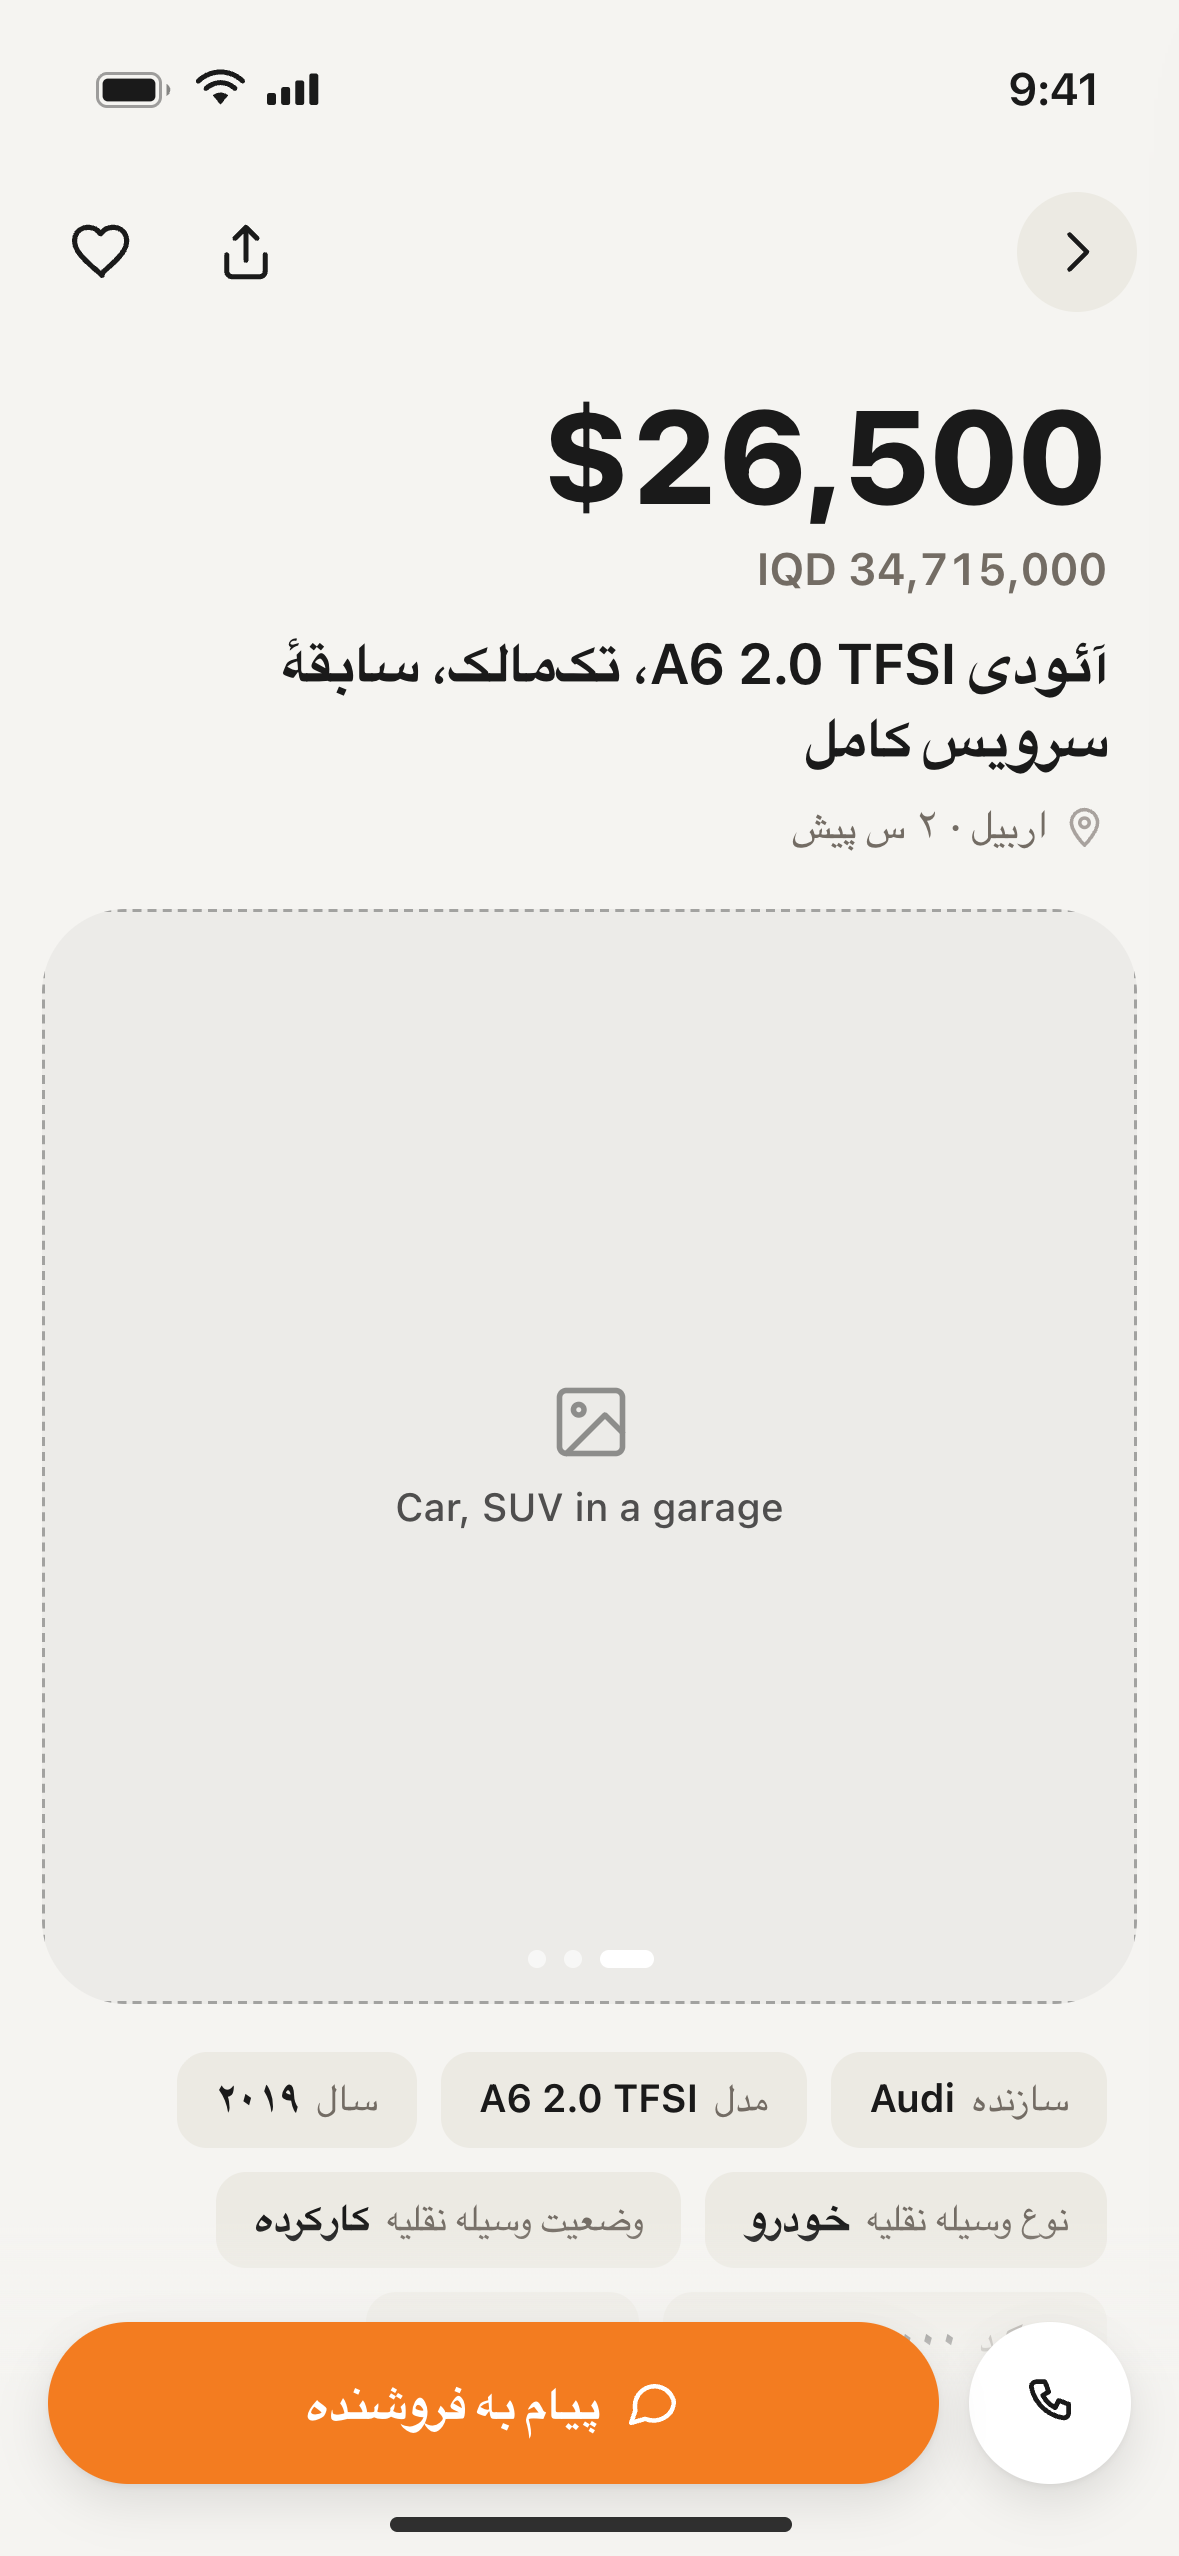 9:41
$26,500
IQD 34,715,000
آئودی A6 2.0 TFSI، تک‌مالک، سابقهٔ
سرویس کامل
اربیل · ۲ س پیش
Car, SUV in a garage
سازنده Audi
مدل A6 2.0 TFSI
سال ۲۰۱۹
نوع وسیله نقلیه خودرو
وضعیت وسیله نقلیه کارکرده
پیام به فروشنده